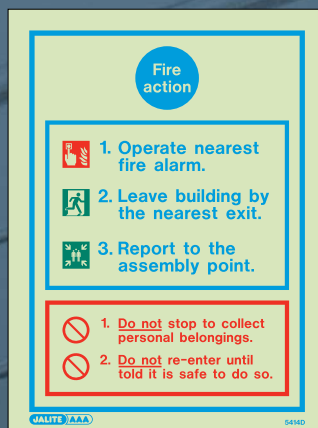 Fire
action
1. Operate nearest
fire alarm.
2. Leave building by
the nearest exit.
3. Report to the
assembly point.
1. Do not stop to collect
personal belongings.
2. Do not re-enter until
told it is safe to do so.
JALITE AAA
5414D